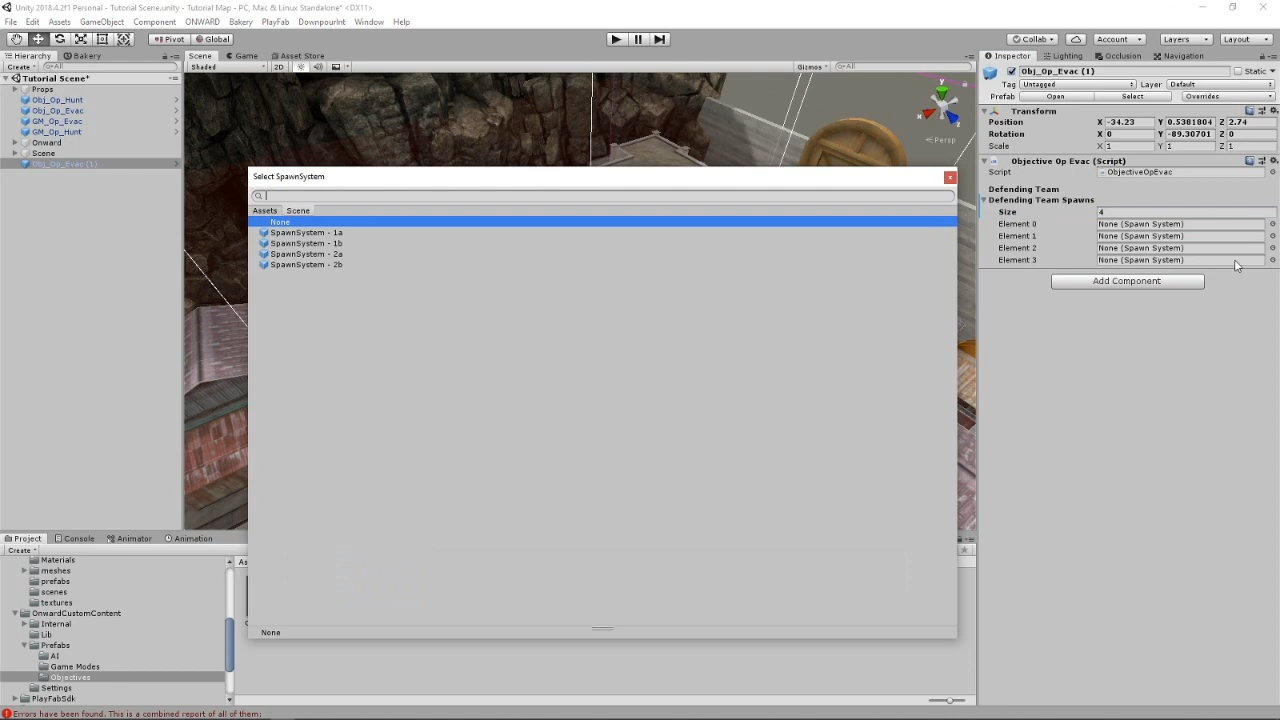 Unity 2018.4.2f1 Personal - Tutorial Scene.unity - Tutorial Map - PC, Mac & Linux Standalone* <DX11>
File Edit Assets GameObject Component ONWARD Bakery PlayFab DownpourInt Window Help
Pivot Global Collab Account Layers Layout
Hierarchy Bakery Scene Game Asset Store Inspector Lighting Occlusion Navigation
Create All Shaded 2D Gizmos All
Tutorial Scene*
Props
Obj_Op_Hunt
Obj_Op_Evac
GM_Op_Evac
GM_Op_Hunt
Onward
Scene
Obj_Op_Evac (1)
y
x
z
Persp
Select SpawnSystem
x
Assets Scene
None
SpawnSystem - 1a
SpawnSystem - 1b
SpawnSystem - 2a
SpawnSystem - 2b
None
Obj_Op_Evac (1) Static
Tag Untagged Layer Default
Prefab Open Select Overrides
Transform
Position X -34.23 Y 0.5381804 Z 2.74
Rotation X 0 Y -89.30701 Z 0
Scale X 1 Y 1 Z 1
Objective Op Evac (Script)
Script ObjectiveOpEvac
Defending Team
Defending Team Spawns
Size 4
Element 0 None (Spawn System)
Element 1 None (Spawn System)
Element 2 None (Spawn System)
Element 3 None (Spawn System)
Add Component
Project Console Animator Animation
Create
As
Materials
meshes
prefabs
scenes
textures
OnwardCustomContent
Internal
Lib
Prefabs
AI
Game Modes
Objectives
Settings
PlayFabSdk
Errors have been found. This is a combined report of all of them: